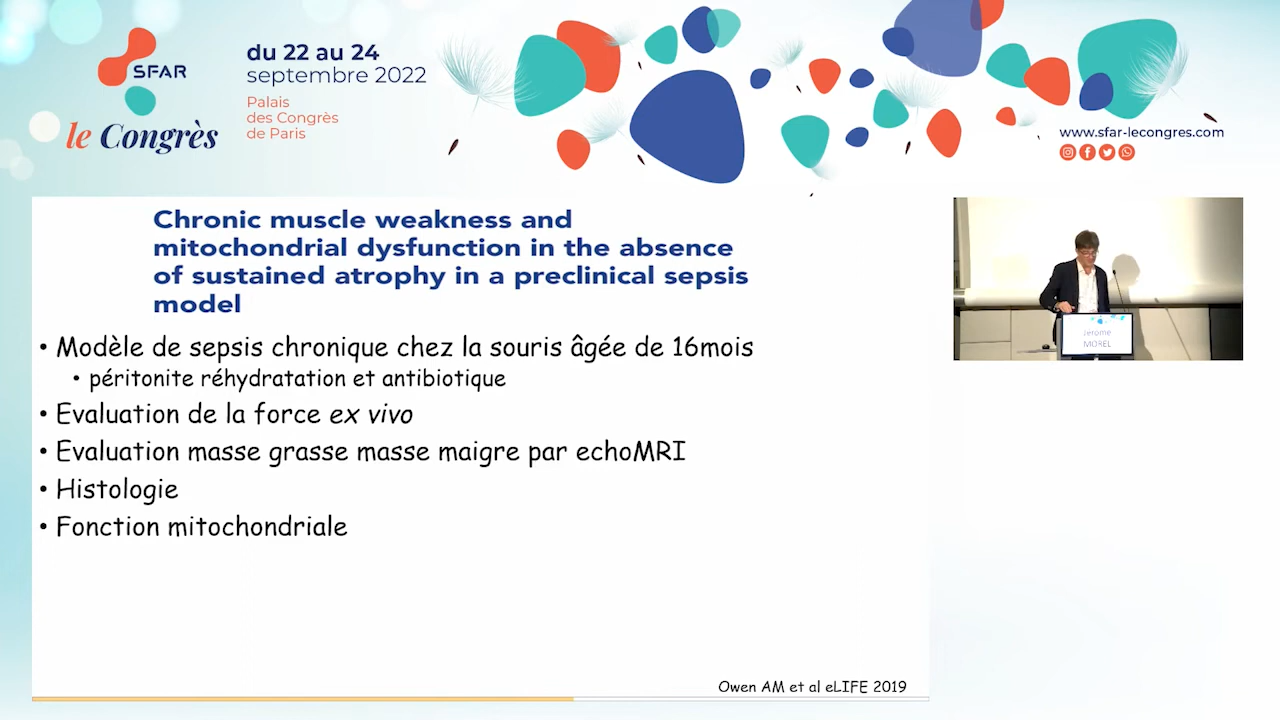 SFAR
le Congrès
du 22 au 24
septembre 2022
Palais
des Congrès
de Paris
www.sfar-lecongres.com
Chronic muscle weakness and
mitochondrial dysfunction in the absence
of sustained atrophy in a preclinical sepsis
model
• Modèle de sepsis chronique chez la souris âgée de 16mois
• péritonite réhydratation et antibiotique
• Evaluation de la force ex vivo
• Evaluation masse grasse masse maigre par echoMRI
• Histologie
• Fonction mitochondriale
Owen AM et al eLIFE 2019
Jérome
MOREL